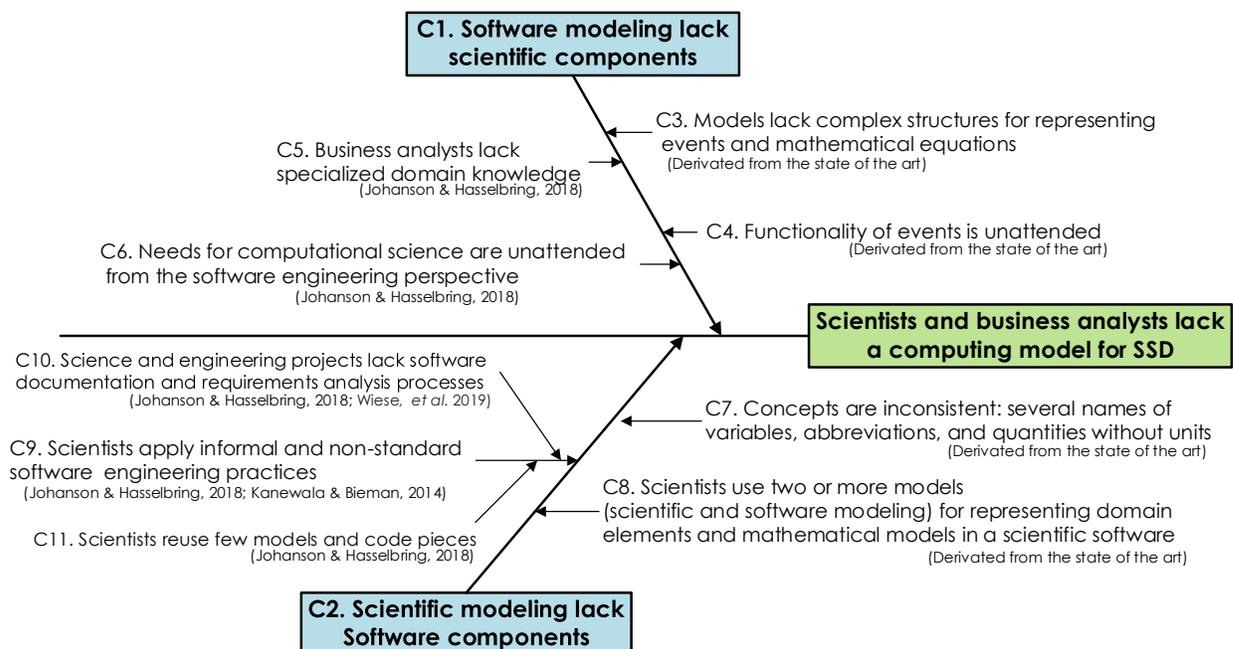 C1. Software modeling lack
scientific components
C3. Models lack complex structures for representing
events and mathematical equations
(Derivated from the state of the art)
C5. Business analysts lack
specialized domain knowledge
(Johanson & Hasselbring, 2018)
C4. Functionality of events is unattended
(Derivated from the state of the art)
C6. Needs for computational science are unattended
from the software engineering perspective
(Johanson & Hasselbring, 2018)
Scientists and business analysts lack
a computing model for SSD
C10. Science and engineering projects lack software
documentation and requirements analysis processes
(Johanson & Hasselbring, 2018; Wiese, et al. 2019)
C7. Concepts are inconsistent: several names of
variables, abbreviations, and quantities without units
(Derivated from the state of the art)
C9. Scientists apply informal and non-standard
software engineering practices
(Johanson & Hasselbring, 2018; Kanewala & Bieman, 2014)
C8. Scientists use two or more models
(scientific and software modeling) for representing domain
elements and mathematical models in a scientific software
(Derivated from the state of the art)
C11. Scientists reuse few models and code pieces
(Johanson & Hasselbring, 2018)
C2. Scientific modeling lack
Software components